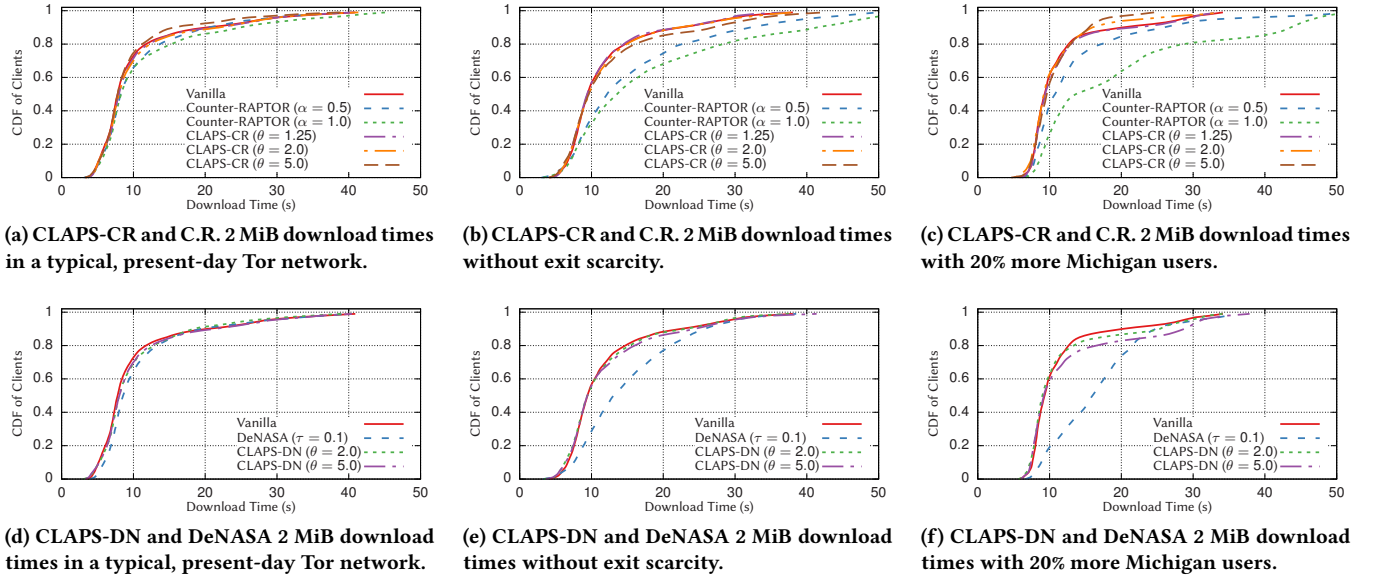 CDF of Clients
1
0.8
0.6
0.4
0.2
0
Vanilla
Counter-RAPTOR (α = 0.5)
Counter-RAPTOR (α = 1.0)
CLAPS-CR (θ = 1.25)
CLAPS-CR (θ = 2.0)
CLAPS-CR (θ = 5.0)
0 10 20 30 40 50
Download Time (s)
(a) CLAPS-CR and C.R. 2 MiB download times
in a typical, present-day Tor network.
CDF of Clients
1
0.8
0.6
0.4
0.2
0
Vanilla
Counter-RAPTOR (α = 0.5)
Counter-RAPTOR (α = 1.0)
CLAPS-CR (θ = 1.25)
CLAPS-CR (θ = 2.0)
CLAPS-CR (θ = 5.0)
0 10 20 30 40 50
Download Time (s)
(b) CLAPS-CR and C.R. 2 MiB download times
without exit scarcity.
CDF of Clients
1
0.8
0.6
0.4
0.2
0
Vanilla
Counter-RAPTOR (α = 0.5)
Counter-RAPTOR (α = 1.0)
CLAPS-CR (θ = 1.25)
CLAPS-CR (θ = 2.0)
CLAPS-CR (θ = 5.0)
0 10 20 30 40 50
Download Time (s)
(c) CLAPS-CR and C.R. 2 MiB download times
with 20% more Michigan users.
CDF of Clients
1
0.8
0.6
0.4
0.2
0
Vanilla
DeNASA (τ = 0.1)
CLAPS-DN (θ = 2.0)
CLAPS-DN (θ = 5.0)
0 10 20 30 40 50
Download Time (s)
(d) CLAPS-DN and DeNASA 2 MiB download
times in a typical, present-day Tor network.
CDF of Clients
1
0.8
0.6
0.4
0.2
0
Vanilla
DeNASA (τ = 0.1)
CLAPS-DN (θ = 2.0)
CLAPS-DN (θ = 5.0)
0 10 20 30 40 50
Download Time (s)
(e) CLAPS-DN and DeNASA 2 MiB download
times without exit scarcity.
CDF of Clients
1
0.8
0.6
0.4
0.2
0
Vanilla
DeNASA (τ = 0.1)
CLAPS-DN (θ = 2.0)
CLAPS-DN (θ = 5.0)
0 10 20 30 40 50
Download Time (s)
(f) CLAPS-DN and DeNASA 2 MiB download
times with 20% more Michigan users.